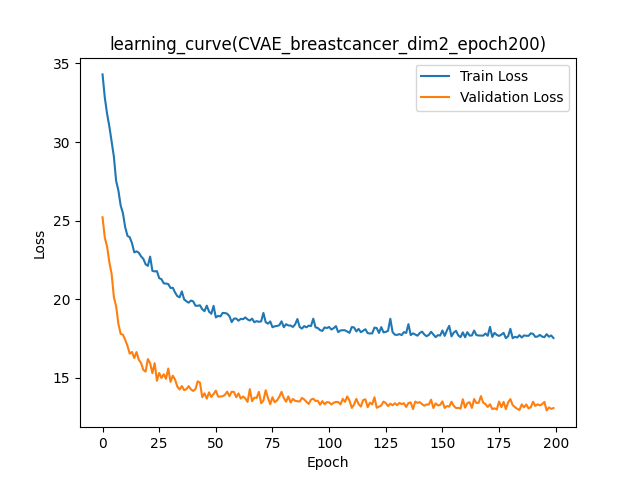 learning_curve(CVAE_breastcancer_dim2_epoch200)
Train Loss
Validation Loss
Loss
35
30
25
20
15
0 25 50 75 100 125 150 175 200
Epoch